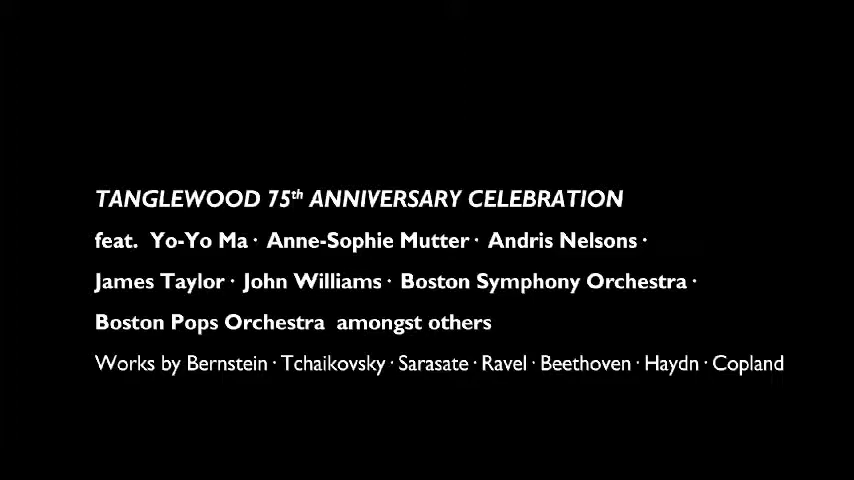 TANGLEWOOD 75th ANNIVERSARY CELEBRATION
feat. Yo-Yo Ma · Anne-Sophie Mutter · Andris Nelsons ·
James Taylor · John Williams · Boston Symphony Orchestra ·
Boston Pops Orchestra amongst others
Works by Bernstein · Tchaikovsky · Sarasate · Ravel · Beethoven · Haydn · Copland